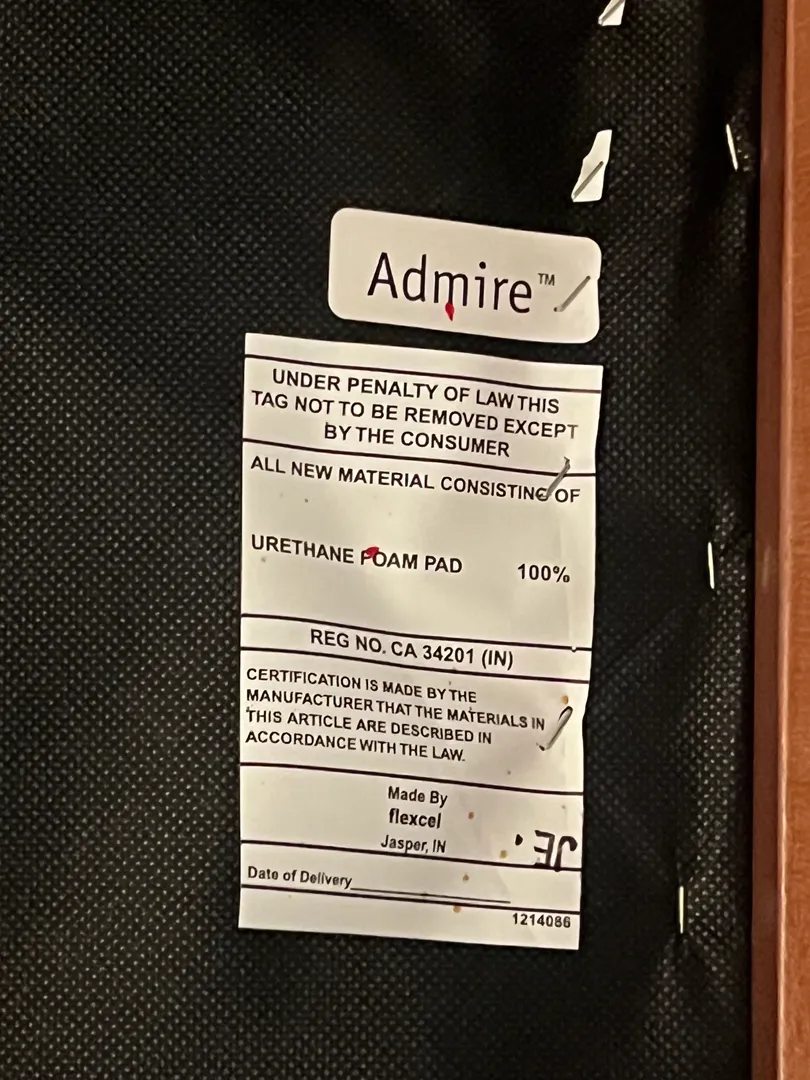 Admire™
UNDER PENALTY OF LAW THIS
TAG NOT TO BE REMOVED EXCEPT
BY THE CONSUMER
ALL NEW MATERIAL CONSISTING OF
URETHANE FOAM PAD 100%
REG NO. CA 34201 (IN)
CERTIFICATION IS MADE BY THE
MANUFACTURER THAT THE MATERIALS IN
THIS ARTICLE ARE DESCRIBED IN
ACCORDANCE WITH THE LAW.
Made By
flexcel
Jasper, IN
Date of Delivery
1214086